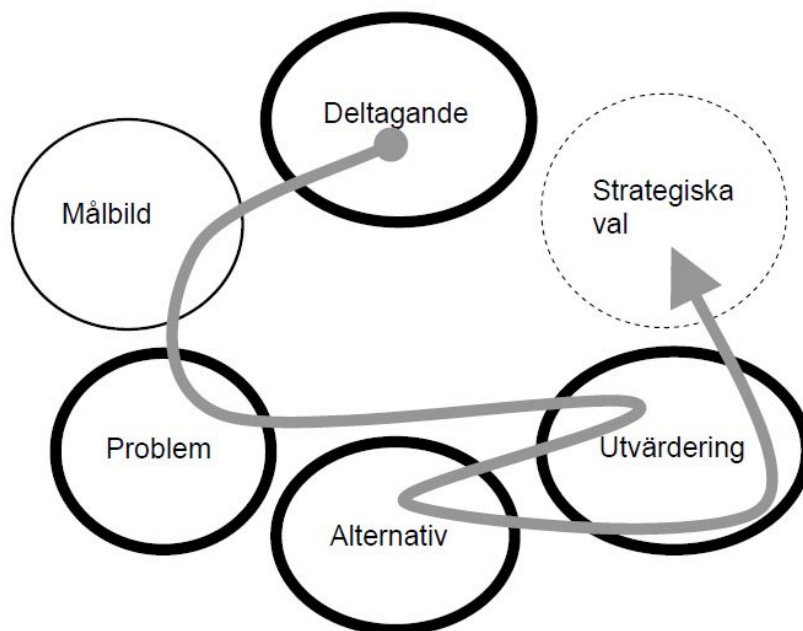 Deltagande
Målbild
Strategiska
val
Problem
Alternativ
Utvärdering